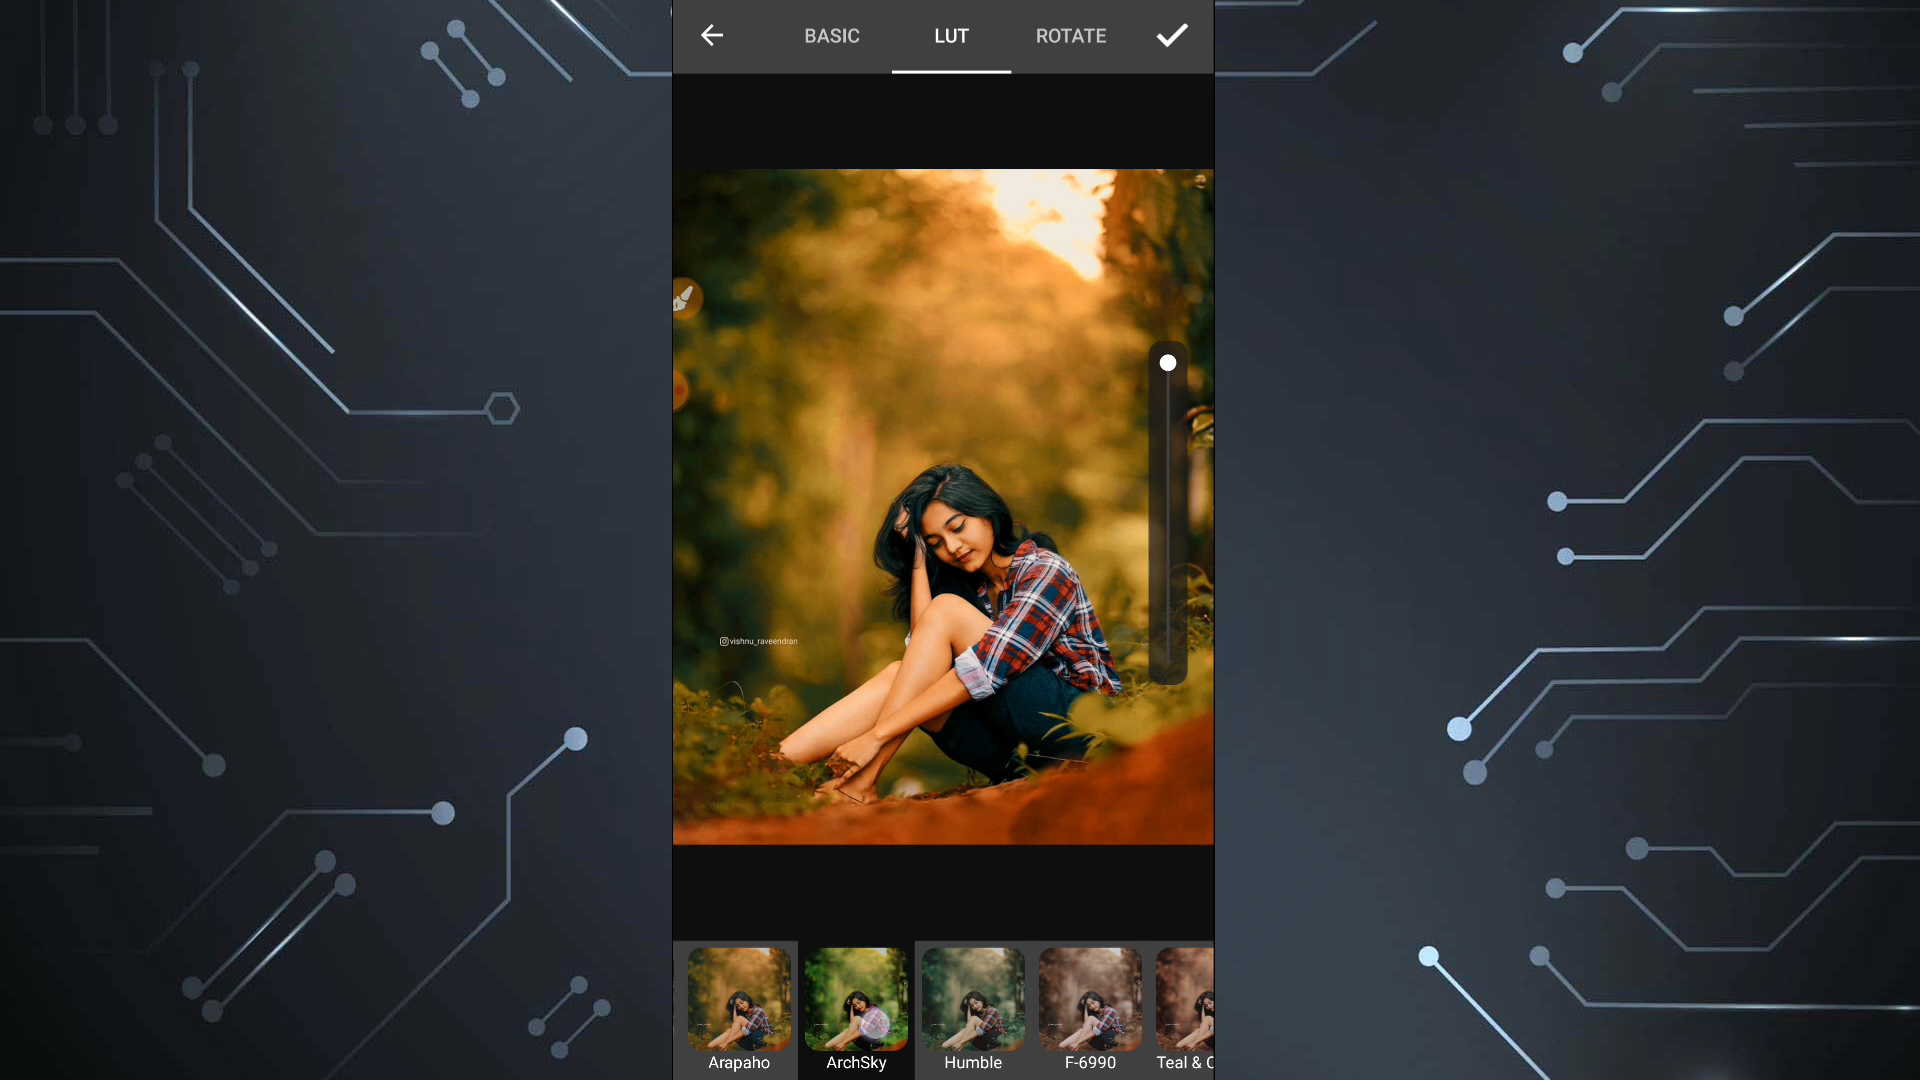 BASIC LUT ROTATE
vishnu_raveendran
Arapaho ArchSky Humble F-6990 Teal & C